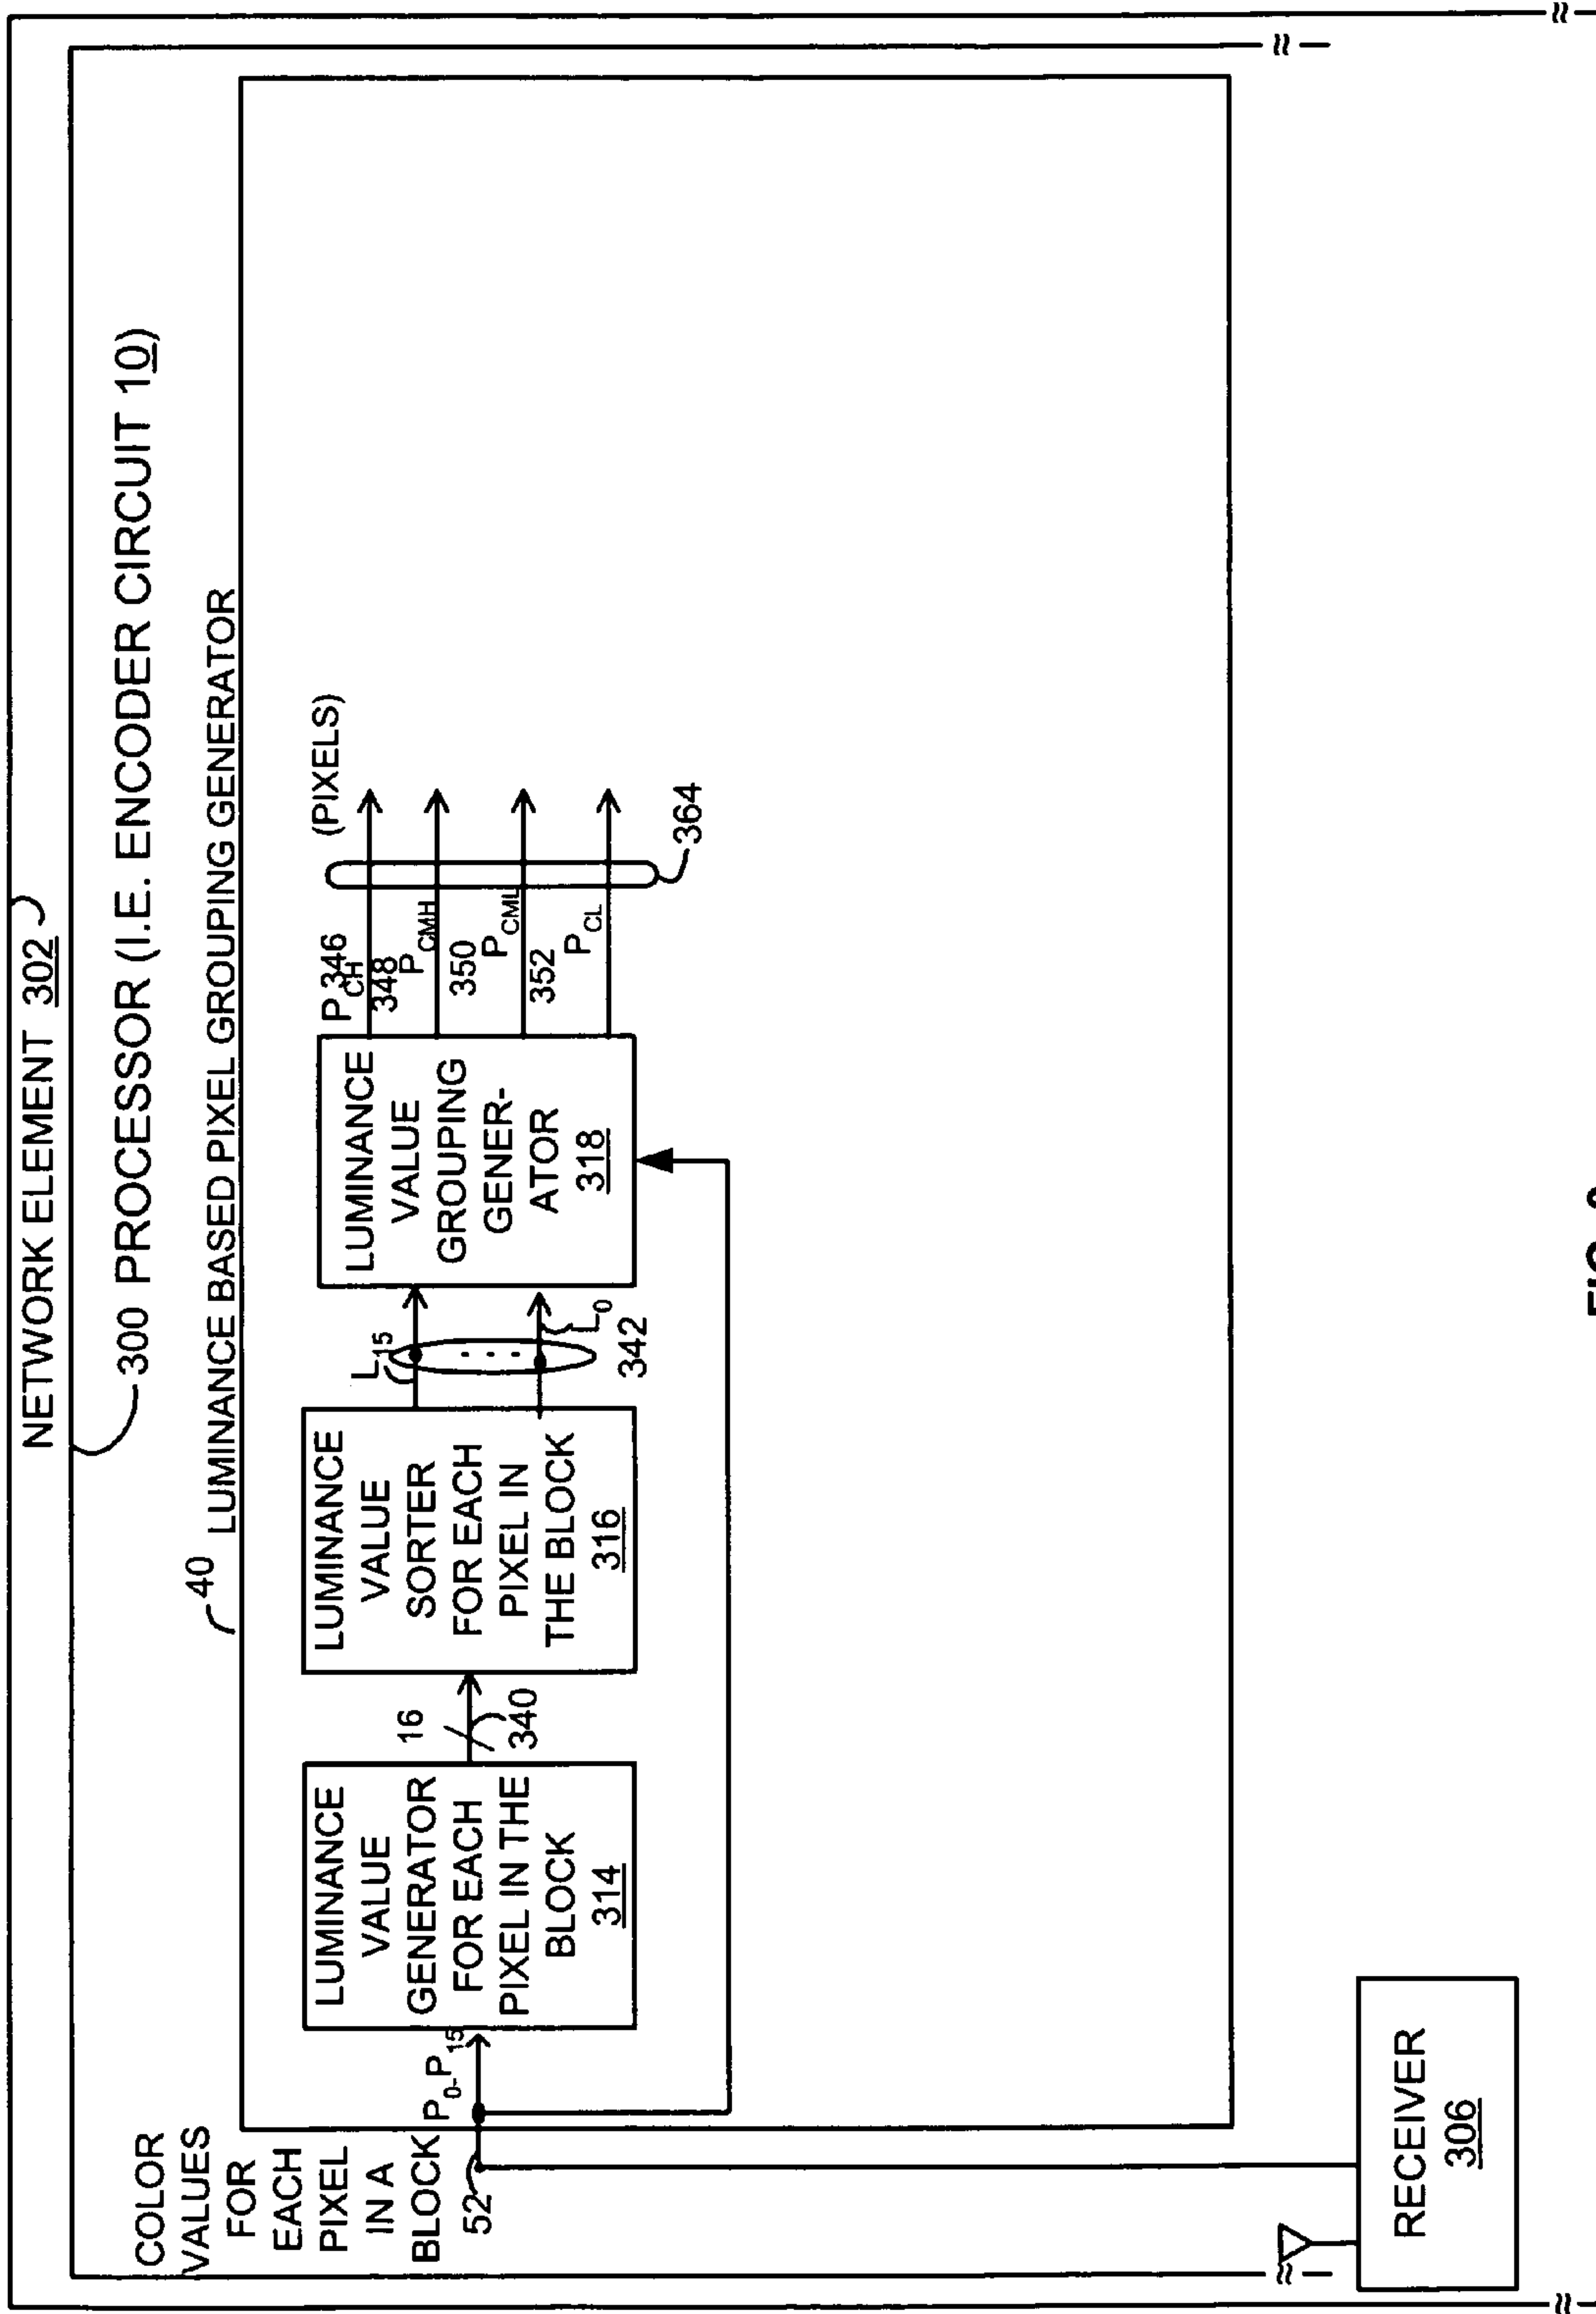 NETWORK ELEMENT 302
300 PROCESSOR (I.E. ENCODER CIRCUIT 10)
40
LUMINANCE BASED PIXEL GROUPING GENERATOR
COLOR
VALUES
FOR
EACH
PIXEL
IN A
BLOCK
52
P0-P15
LUMINANCE
VALUE
GENERATOR
FOR EACH
PIXEL IN THE
BLOCK
314
16
340
LUMINANCE
VALUE
SORTER
FOR EACH
PIXEL IN
THE BLOCK
316
L15
L0
342
LUMINANCE
VALUE
GROUPING
GENER-
ATOR
318
346
PCH
348
PCMH
350
PCML
352
PCL
(PIXELS)
364
RECEIVER
306